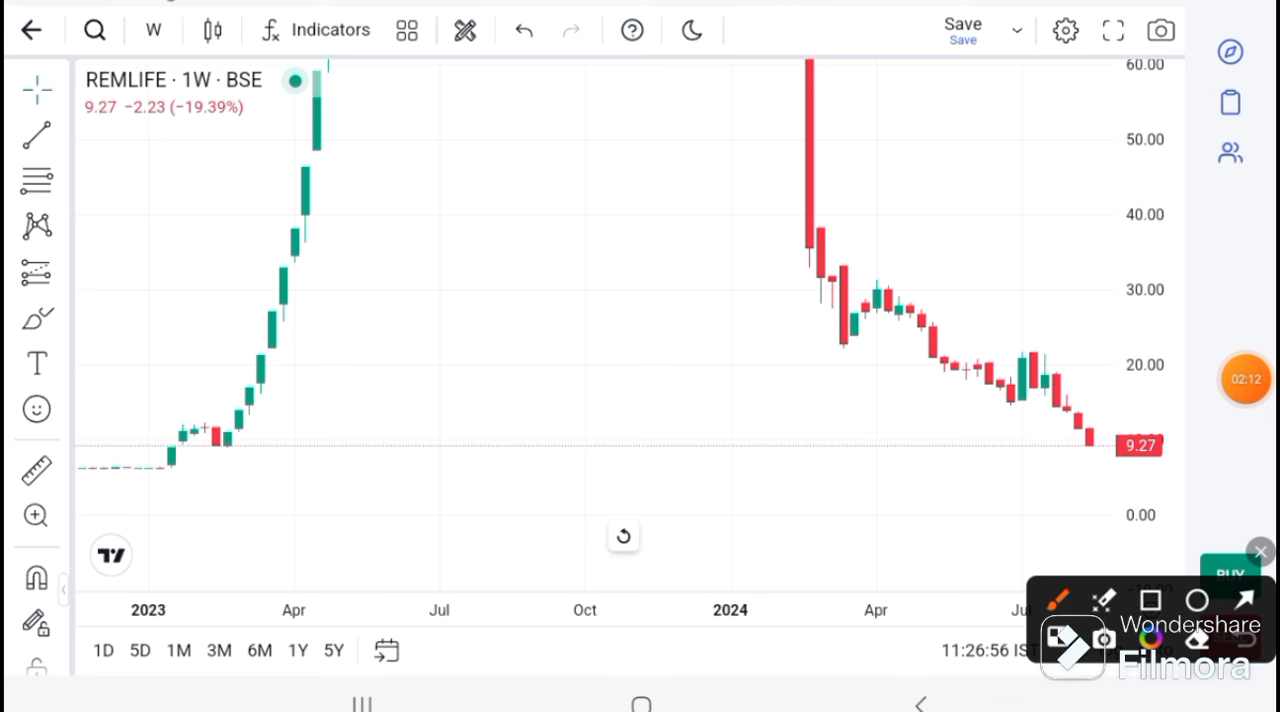 W
Indicators
Save
Save
REMLIFE · 1W · BSE
9.27 −2.23 (−19.39%)
60.00
50.00
40.00
30.00
20.00
9.27
0.00
02:12
BUY
2023
Apr
Jul
Oct
2024
Apr
Jul
1D
5D
1M
3M
6M
1Y
5Y
11:26:56 IST
Wondershare
Filmora